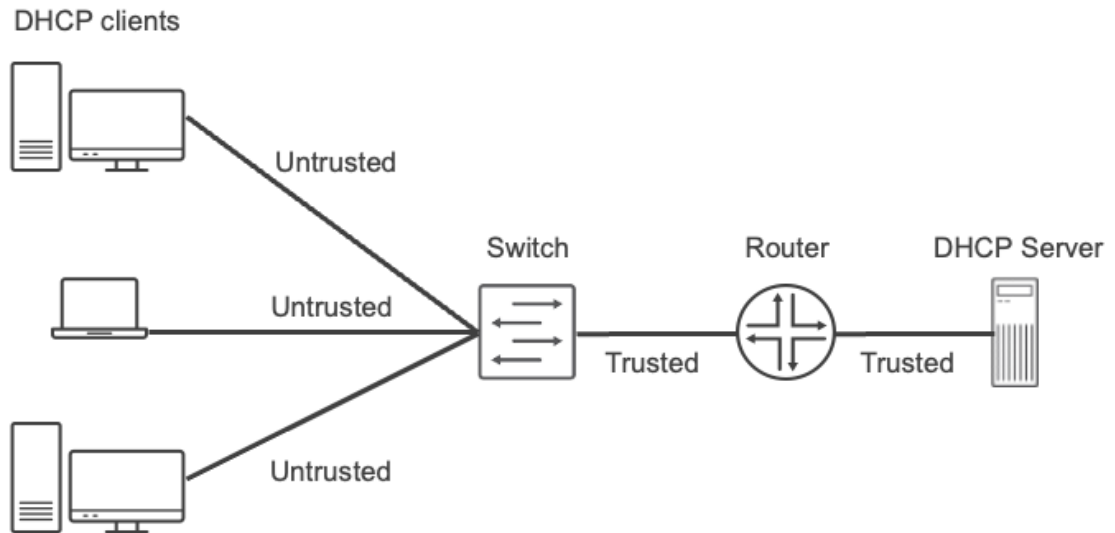 DHCP clients
Untrusted
Switch
Router
DHCP Server
Untrusted
Trusted
Trusted
Untrusted